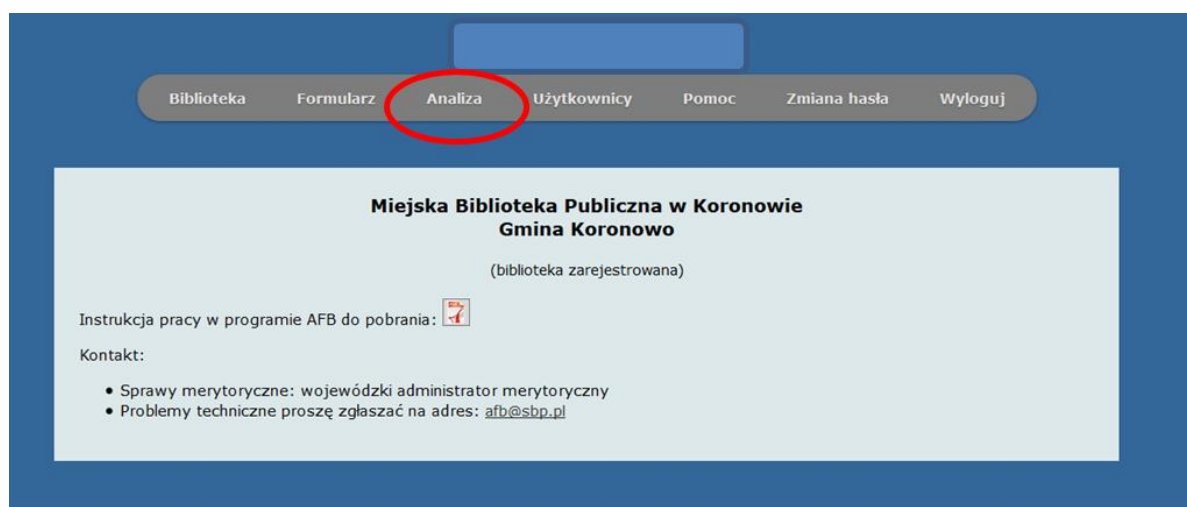 Biblioteka Formularz Analiza Użytkownicy Pomoc Zmiana hasła Wyloguj
Miejska Biblioteka Publiczna w Koronowie
Gmina Koronowo
(biblioteka zarejestrowana)
Instrukcja pracy w programie AFB do pobrania:
Kontakt:
• Sprawy merytoryczne: wojewódzki administrator merytoryczny
• Problemy techniczne proszę zgłaszać na adres: afb@sbp.pl